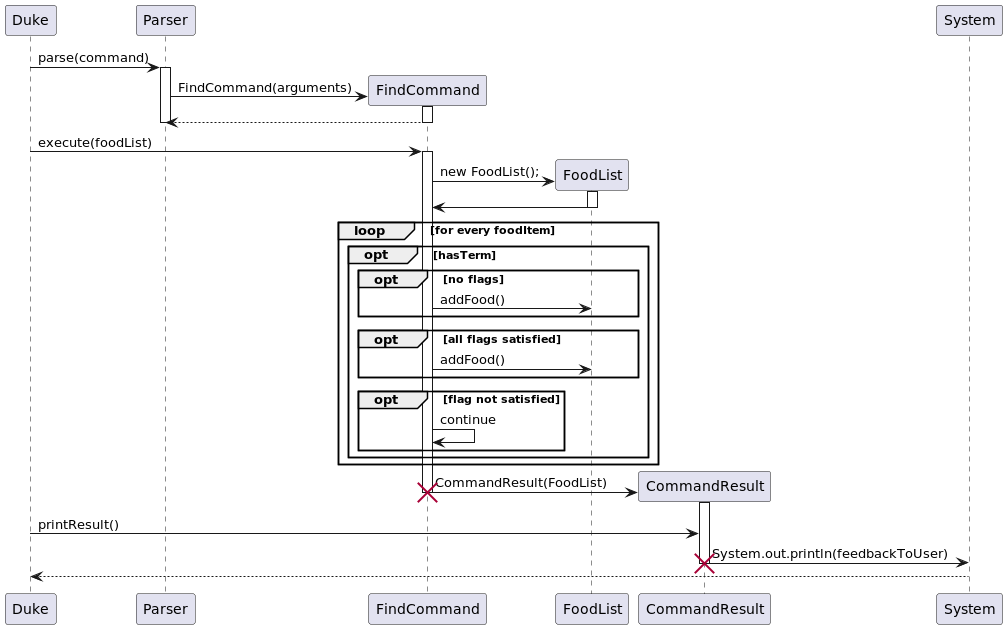 Duke Parser System
parse(command)
FindCommand(arguments) FindCommand
execute(foodList)
new FoodList(); FoodList
loop [for every foodItem]
opt [hasTerm]
opt [no flags]
addFood()
opt [all flags satisfied]
addFood()
opt [flag not satisfied]
continue
CommandResult(FoodList) CommandResult
printResult()
System.out.println(feedbackToUser)
Duke Parser FindCommand FoodList CommandResult System